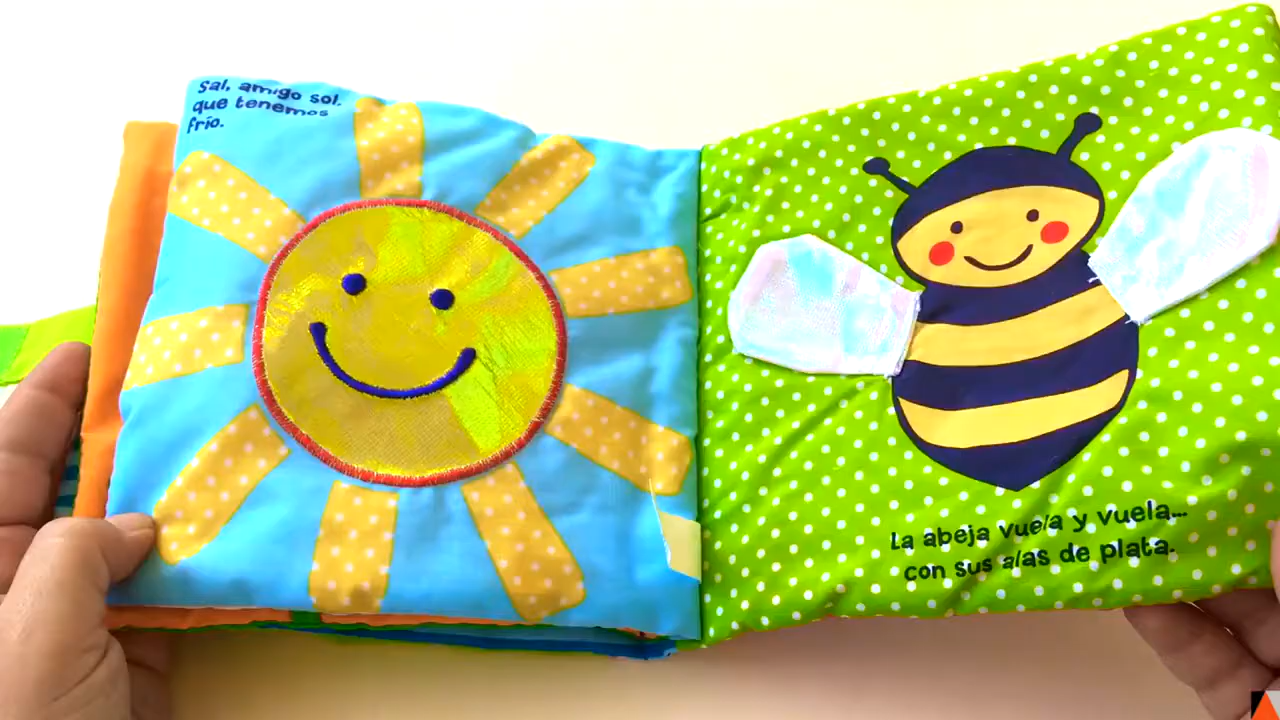 Sal, amigo sol.
que tenemos
frío.
La abeja vuela y vuela...
con sus alas de plata.